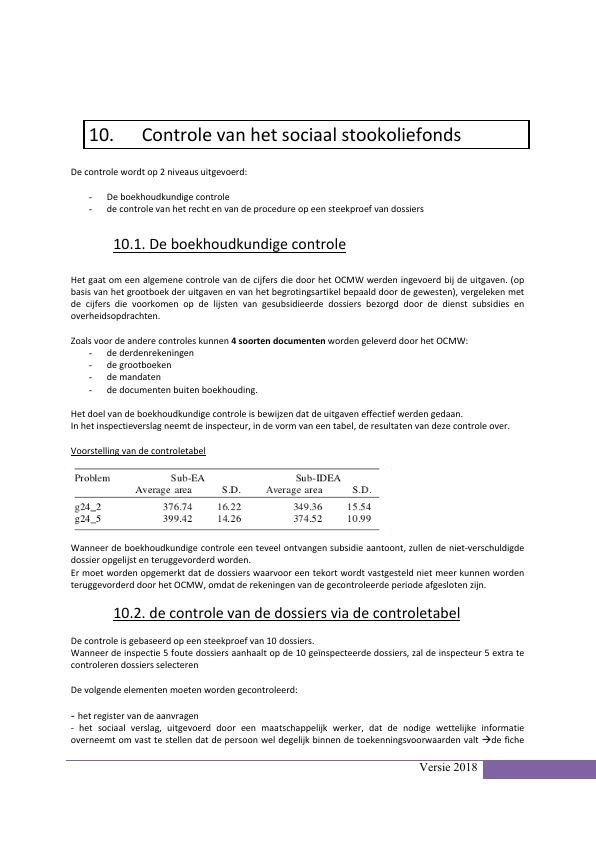 10. Controle van het sociaal stookoliefonds
De controle wordt op 2 niveaus uitgevoerd:
- De boekhoudkundige controle
- de controle van het recht en van de procedure op een steekproef van dossiers
10.1. De boekhoudkundige controle
Het gaat om een algemene controle van de cijfers die door het OCMW werden ingevoerd bij de uitgaven. (op
basis van het grootboek der uitgaven en van het begrotingsartikel bepaald door de gewesten), vergeleken met
de cijfers die voorkomen op de lijsten van gesubsidieerde dossiers bezorgd door de dienst subsidies en
overheidsopdrachten.
Zoals voor de andere controles kunnen 4 soorten documenten worden geleverd door het OCMW:
- de derdenrekeningen
- de grootboeken
- de mandaten
- de documenten buiten boekhouding.
Het doel van de boekhoudkundige controle is bewijzen dat de uitgaven effectief werden gedaan.
In het inspectieverslag neemt de inspecteur, in de vorm van een tabel, de resultaten van deze controle over.
Voorstelling van de controletabel
Problem Sub-EA Sub-IDEA
Average area S.D. Average area S.D.
g24_2 376.74 16.22 349.36 15.54
g24_5 399.42 14.26 374.52 10.99
Wanneer de boekhoudkundige controle een teveel ontvangen subsidie aantoont, zullen de niet-verschuldigde
dossier opgelijst en teruggevorderd worden.
Er moet worden opgemerkt dat de dossiers waarvoor een tekort wordt vastgesteld niet meer kunnen worden
teruggevorderd door het OCMW, omdat de rekeningen van de gecontroleerde periode afgesloten zijn.
10.2. de controle van de dossiers via de controletabel
De controle is gebaseerd op een steekproef van 10 dossiers.
Wanneer de inspectie 5 foute dossiers aanhaalt op de 10 geïnspecteerde dossiers, zal de inspecteur 5 extra te
controleren dossiers selecteren
De volgende elementen moeten worden gecontroleerd:
- het register van de aanvragen
- het sociaal verslag, uitgevoerd door een maatschappelijk werker, dat de nodige wettelijke informatie
overneemt om vast te stellen dat de persoon wel degelijk binnen de toekenningsvoorwaarden valt →de fiche
Versie 2018